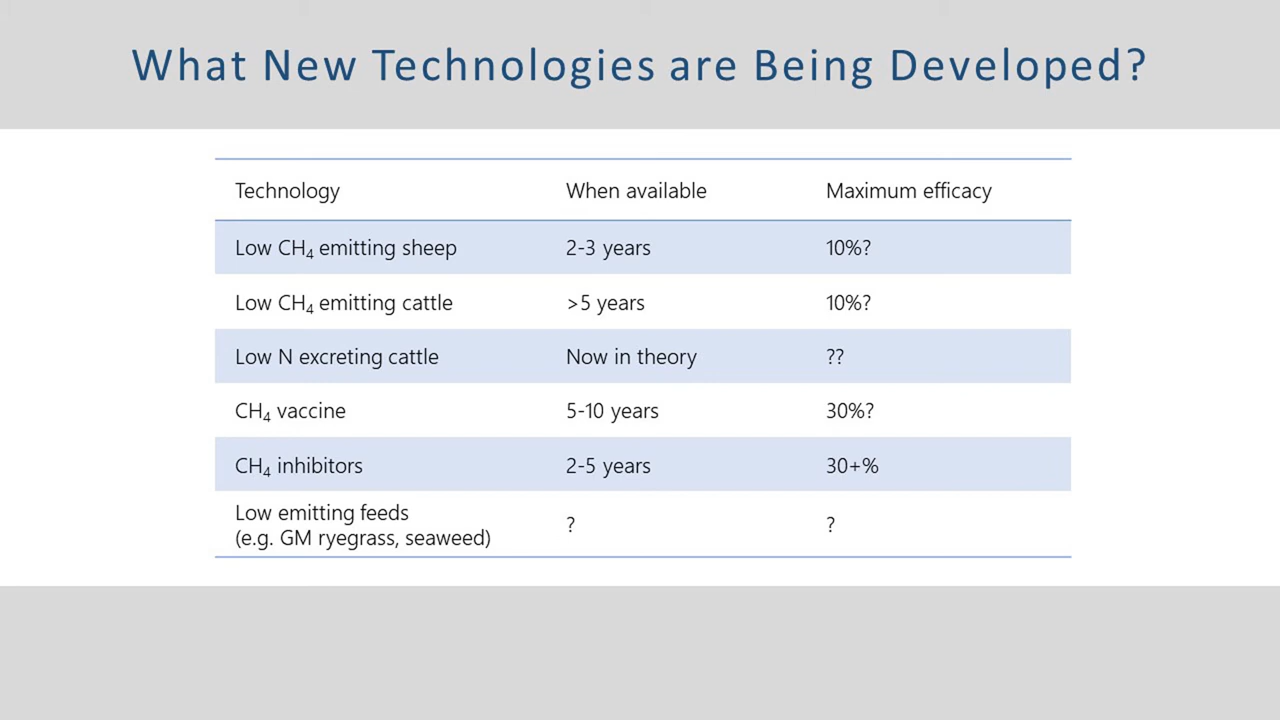 What New Technologies are Being Developed?
Technology When available Maximum efficacy
Low CH₄ emitting sheep 2-3 years 10%?
Low CH₄ emitting cattle >5 years 10%?
Low N excreting cattle Now in theory ??
CH₄ vaccine 5-10 years 30%?
CH₄ inhibitors 2-5 years 30+%
Low emitting feeds
(e.g. GM ryegrass, seaweed) ? ?